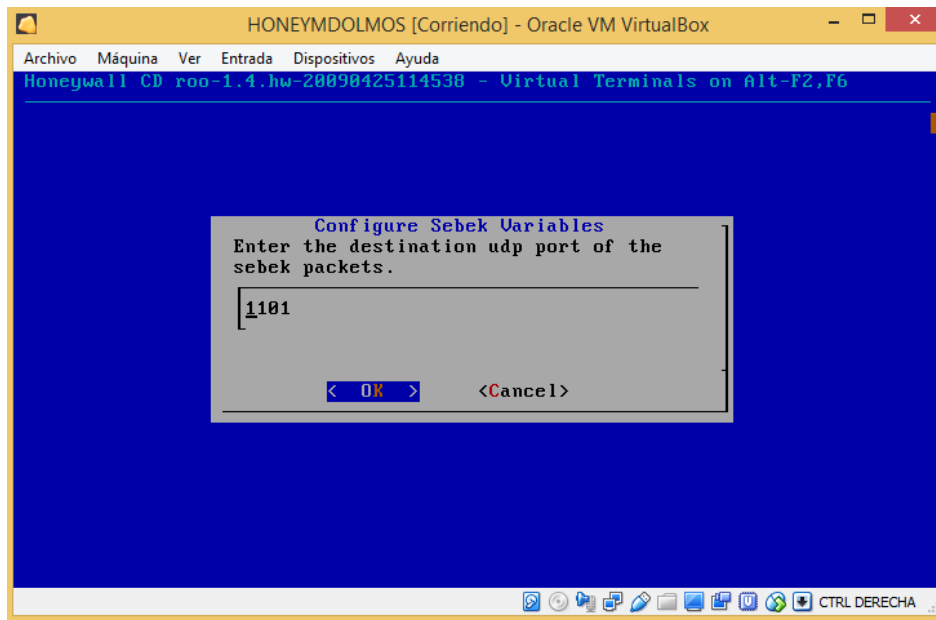 HONEYMDOLMOS [Corriendo] - Oracle VM VirtualBox
Archivo Máquina Ver Entrada Dispositivos Ayuda
Honeywall CD roo-1.4.hw-20090425114538 - Virtual Terminals on Alt-F2,F6
Configure Sebek Variables
Enter the destination udp port of the
sebek packets.
1101
< OK > <Cancel>
CTRL DERECHA